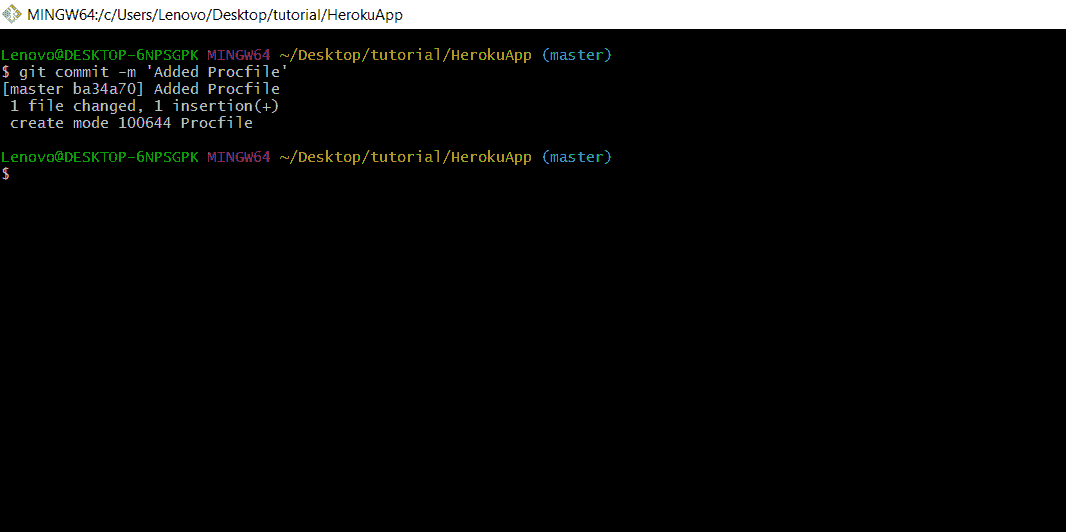 MINGW64:/c/Users/Lenovo/Desktop/tutorial/HerokuApp
Lenovo@DESKTOP-6NPSGPK MINGW64 ~/Desktop/tutorial/HerokuApp (master)
$ git commit -m 'Added Procfile'
[master ba34a70] Added Procfile
 1 file changed, 1 insertion(+)
 create mode 100644 Procfile
Lenovo@DESKTOP-6NPSGPK MINGW64 ~/Desktop/tutorial/HerokuApp (master)
$